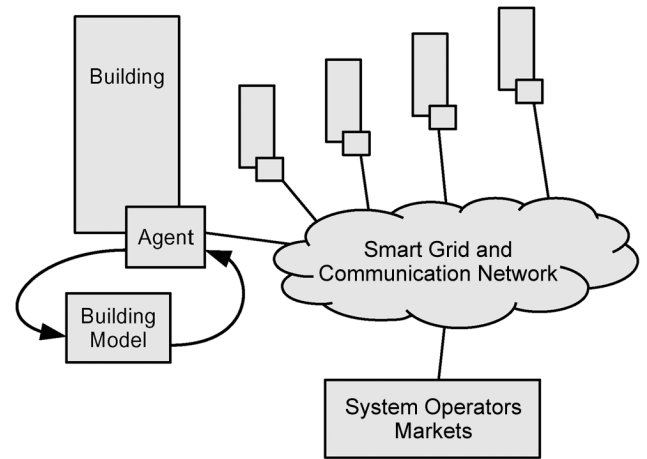 Building
Agent
Smart Grid and
Communication Network
Building
Model
System Operators
Markets